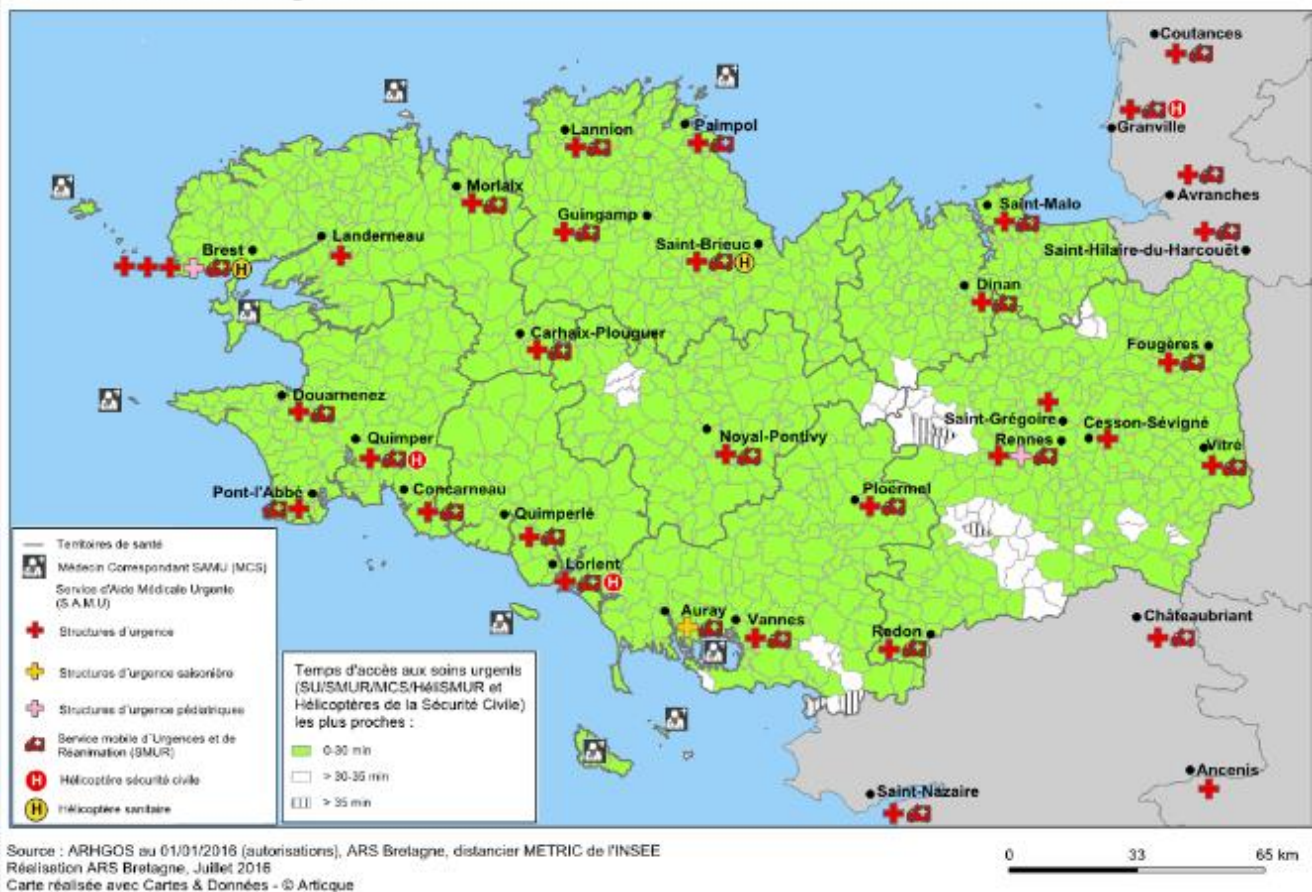 Coutances
Granville
Lannion
Paimpol
Morlaix
Avranches
Saint-Malo
Guingamp
Landerneau
Brest
Saint-Brieuc
Saint-Hilaire-du-Harcouët
Dinan
Carhaix-Plouguer
Fougères
Douarnenez
Saint-Grégoire
Cesson-Sévigné
Quimper
Noyal-Pontivy
Rennes
Vitré
Pont-l'Abbé
Concarneau
Ploërmel
Quimperlé
Lorient
Auray
Vannes
Redon
Châteaubriant
Ancenis
Saint-Nazaire
H
H
H
H
H
Territoires de santé
Médecin Correspondant SAMU (MCS)
Service d'Aide Médicale Urgente
(S.A.M.U)
Structures d'urgence
Structures d'urgence saisonière
Structures d'urgence pédiatriques
Service mobile d'Urgences et de
Réanimation (SMUR)
H Hélicoptère sécurité civile
H Hélicoptère sanitaire
Temps d'accès aux soins urgents
(SU/SMUR/MCS/HéliSMUR et
Hélicoptères de la Sécurité Civile)
les plus proches :
0-30 min
> 30-35 min
> 35 min
Source : ARHGOS au 01/01/2016 (autorisations), ARS Bretagne, distancier METRIC de l'INSEE
Réalisation ARS Bretagne, Juillet 2016
Carte réalisée avec Cartes & Données - © Articque
0 33 65 km